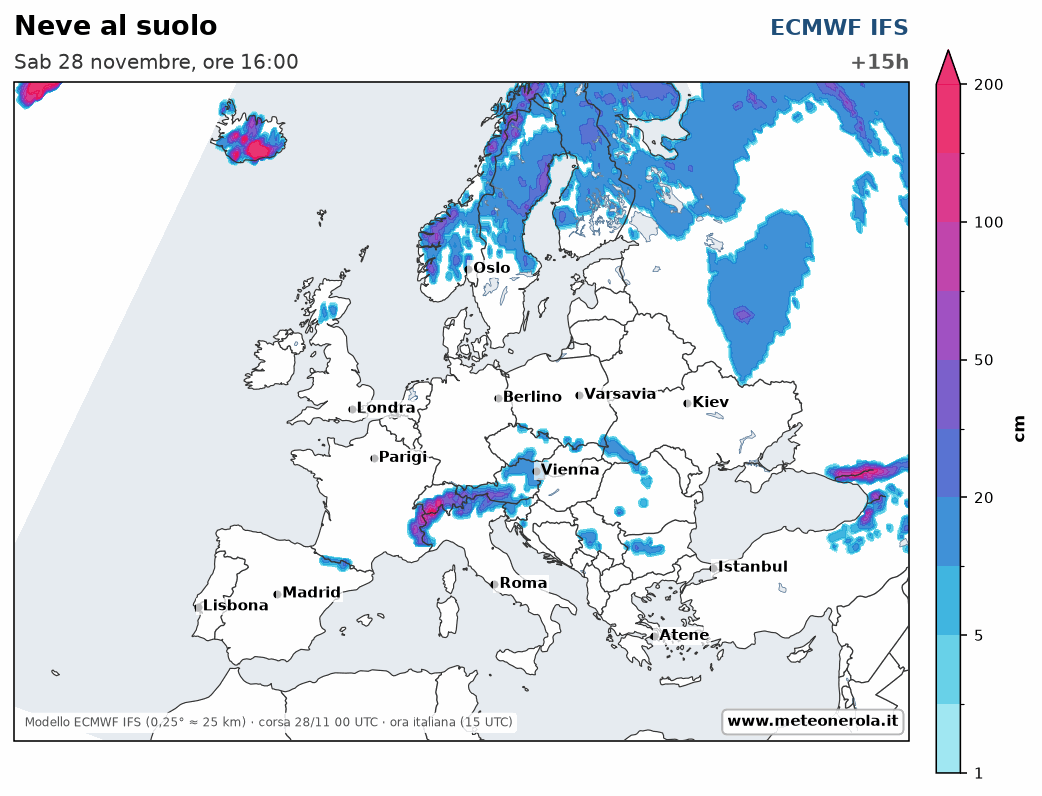 Neve al suolo
ECMWF IFS
Sab 28 novembre, ore 16:00
+15h
200
100
50
20
5
1
cm
Oslo
Londra
Berlino
Varsavia
Kiev
Parigi
Vienna
Madrid
Lisbona
Roma
Istanbul
Atene
Modello ECMWF IFS (0,25° ≈ 25 km) · corsa 28/11 00 UTC · ora italiana (15 UTC)
www.meteonerola.it